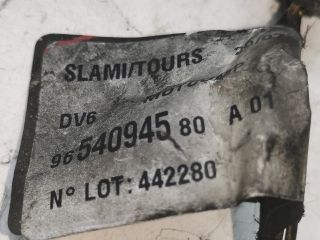 SLAMI/TOURS
DV6
96 540945 80 A 01
N° LOT: 442280